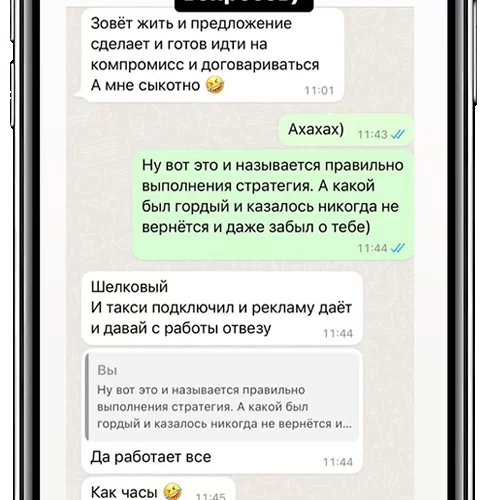 Зовёт жить и предложение
сделает и готов идти на
компромисс и договариваться
А мне сыкотно 🤣
11:01
Ахахах)
11:43
Ну вот это и называется правильно
выполнения стратегия. А какой
был гордый и казалось никогда не
вернётся и даже забыл о тебе)
11:44
Шелковый
И такси подключил и рекламу даёт
и давай с работы отвезу
11:44
Вы
Ну вот это и называется правильно
выполнения стратегия. А какой был
гордый и казалось никогда не вернётся и...
Да работает все
11:44
Как часы 🤣
11:45